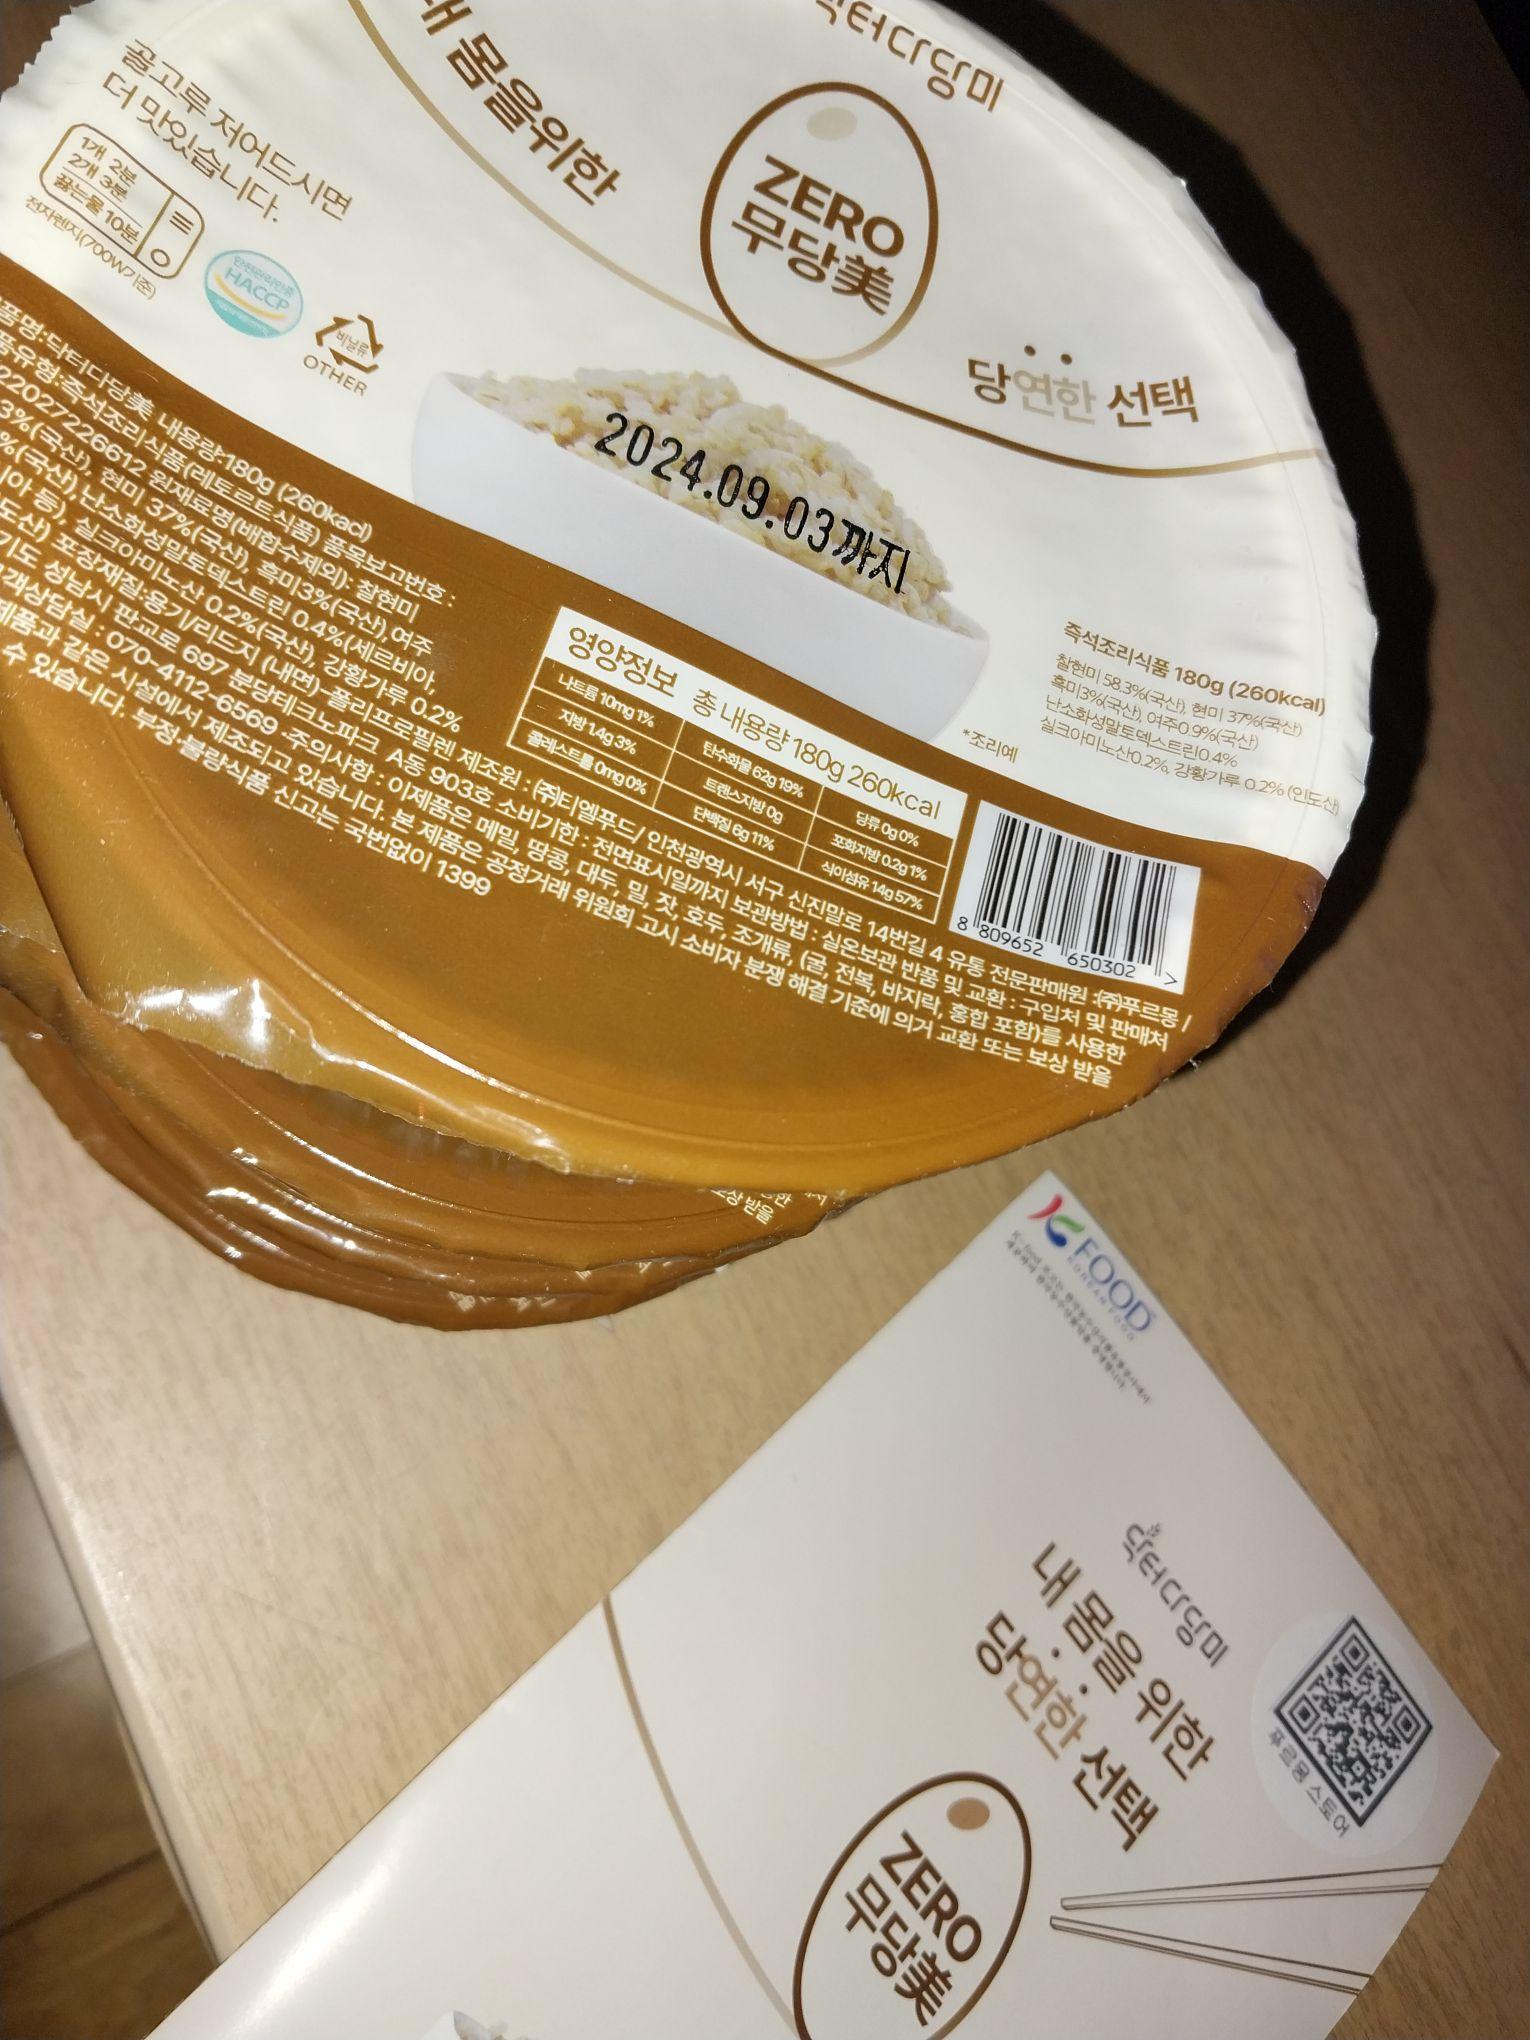 닥터다당미
내 몸을위한
ZERO
무당美
당연한 선택
골고루 저어드시면
더 맛있습니다.
1개 2분
2개 3분
끓는물 10분
전자렌지(700W기준)
안전관리인증
HACCP
비닐류
OTHER
2024.09.03까지
*조리예
즉석조리식품 180g (260kcal)
찰현미 58.3%(국산), 현미 37%(국산)
흑미3%(국산), 여주0.9%(국산)
난소화성말토덱스트린0.4%
실크아미노산0.2%, 강황가루 0.2% (인도산)
품명:닥터다당美 내용량:180g (260kacl)
품유형:즉석조리식품(레토르트식품) 품목보고번호 :
220277226612 원재료명(배합수제외): 찰현미
3%(국산), 현미 37%(국산), 흑미3%(국산), 여주
%(국산), 난소화성말토덱스트린 0.4%(세르비아,
아 등), 실크아미노산 0.2%(국산), 강황가루 0.2%
도산) 포장재질:용기/리드지 (내면)-폴리프로필렌 제조원 : (주)티엘푸드/ 인천광역시 서구 신진말로 14번길 4 유통 전문판매원 :(주)푸르몽 /
기도 성남시 판교로 697 분당테크노파크 A동 903호 소비기한 : 전면표시일까지 보관방법 : 실온보관 반품 및 교환 : 구입처 및 판매처
객상담실 : 070-4112-6569 ·주의사항 : 이제품은 메밀, 땅콩, 대두, 밀, 잣, 호두, 조개류, (굴, 전복, 바지락, 홍합 포함)를 사용한
제품과 같은 시설에서 제조되고 있습니다. 본 제품은 공정거래 위원회 고시 소비자 분쟁 해결 기준에 의거 교환 또는 보상 받을
수 있습니다. 부정·불량식품 신고는 국번없이 1399
영양정보 총 내용량 180g 260kcal
나트륨 10mg 1% 탄수화물 62g 19% 당류 0g 0%
지방 1.4g 3% 트랜스지방 0g 포화지방 0.2g 1%
콜레스트롤 0mg 0% 단백질 6g 11% 식이섬유 14g 57%
8 809652 650302 >
보상 받을
K FOOD
KOREAN FOOD
닥터다당미
내 몸을 위한
당연한 선택
ZERO
무당美
푸르몽 스토어